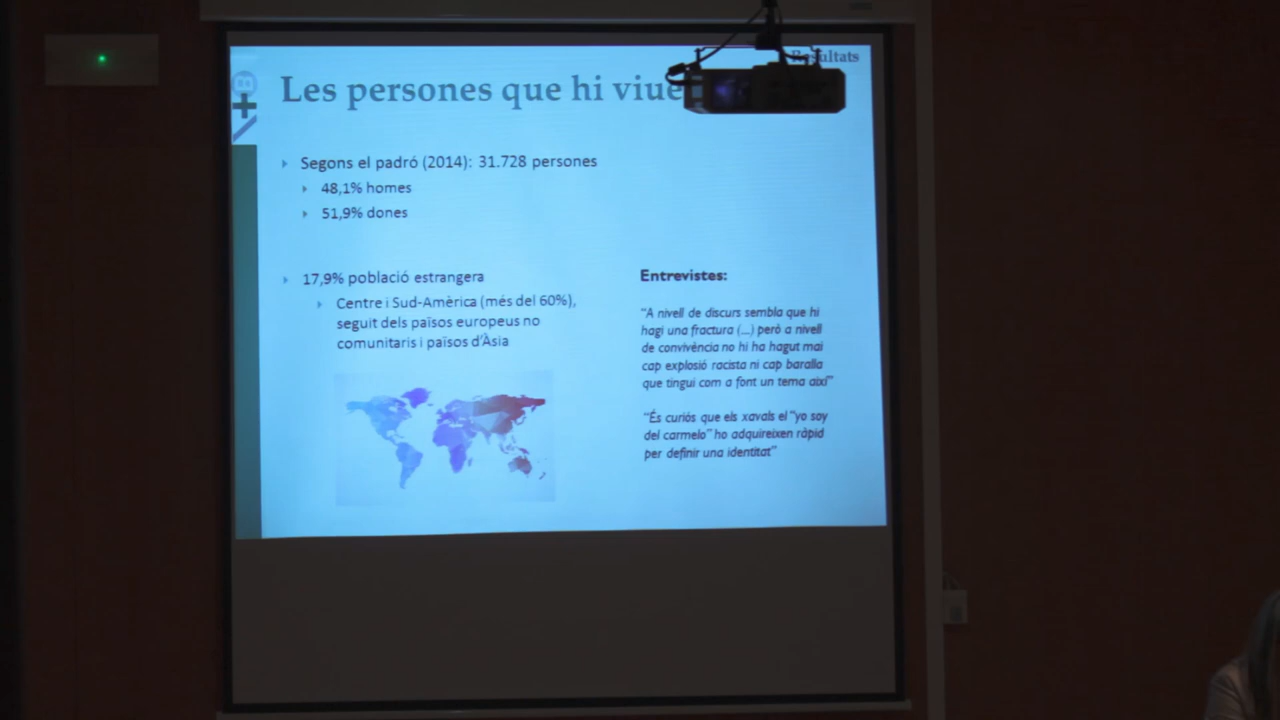 Resultats
Les persones que hi
Segons el padró (2014): 31.728 persones
48,1% homes
51,9% dones
17,9% població estrangera
Centre i Sud-Amèrica (més del 60%),
seguit dels països europeus no
comunitaris i països d'Àsia
Entrevistes:
"A nivell de discurs sembla que hi
hagi una fractura (...) però a nivell
de convivència no hi ha hagut mai
cap explosió racista ni cap baralla
que tingui com a font un tema així"
"És curiós que els xavals el "yo soy
del carmelo" ho adquireixen ràpid
per definir una identitat"